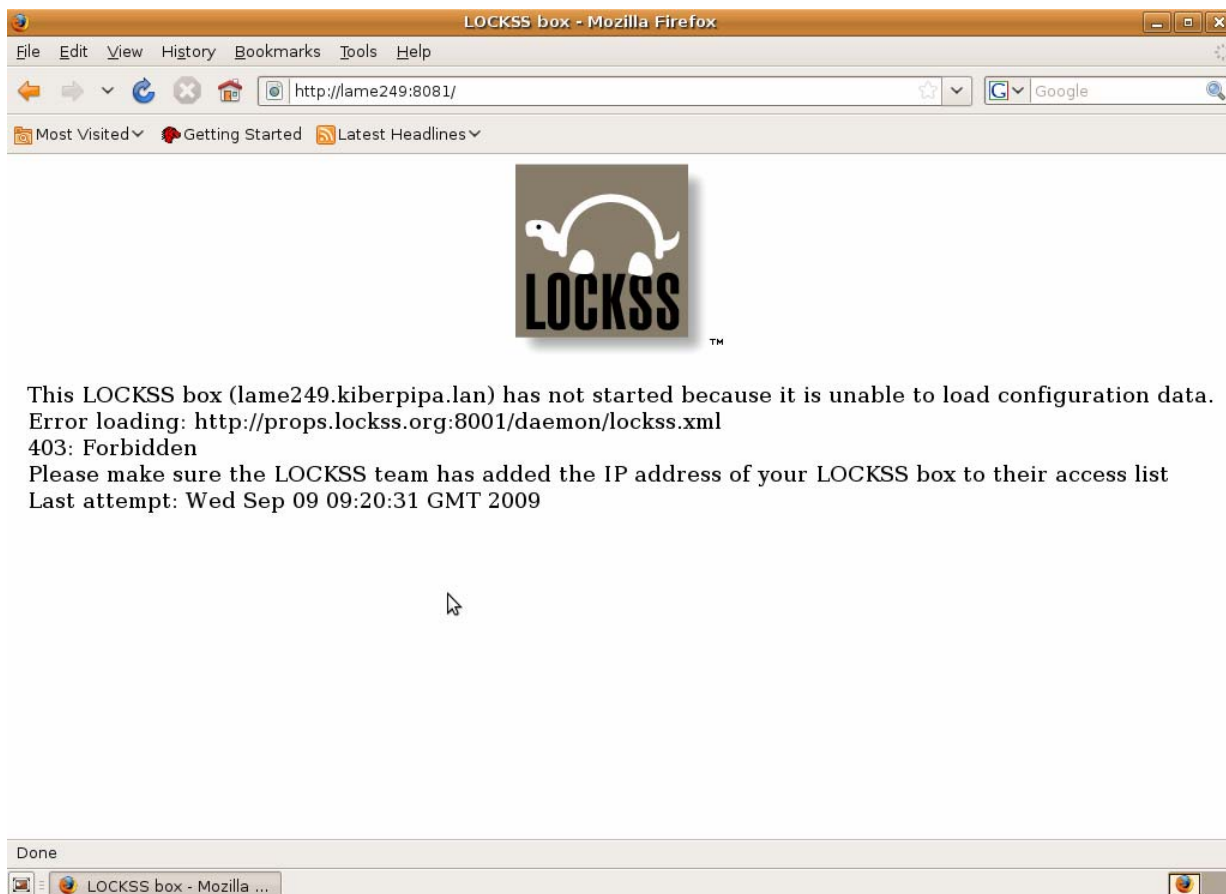 LOCKSS box - Mozilla Firefox
File Edit View History Bookmarks Tools Help
http://lame249:8081/ G Google
Most Visited Getting Started Latest Headlines
LOCKSS
TM
This LOCKSS box (lame249.kiberpipa.lan) has not started because it is unable to load configuration data.
Error loading: http://props.lockss.org:8001/daemon/lockss.xml
403: Forbidden
Please make sure the LOCKSS team has added the IP address of your LOCKSS box to their access list
Last attempt: Wed Sep 09 09:20:31 GMT 2009
Done
LOCKSS box - Mozilla ...